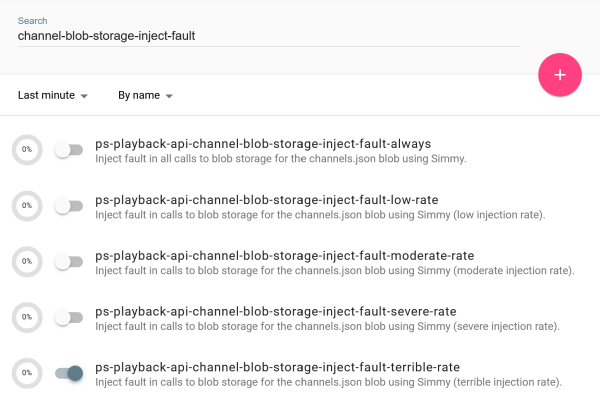 Search
channel-blob-storage-inject-fault
+
Last minute By name
0% ps-playback-api-channel-blob-storage-inject-fault-always
Inject fault in all calls to blob storage for the channels.json blob using Simmy.
0% ps-playback-api-channel-blob-storage-inject-fault-low-rate
Inject fault in calls to blob storage for the channels.json blob using Simmy (low injection rate).
0% ps-playback-api-channel-blob-storage-inject-fault-moderate-rate
Inject fault in calls to blob storage for the channels.json blob using Simmy (moderate injection rate).
0% ps-playback-api-channel-blob-storage-inject-fault-severe-rate
Inject fault in calls to blob storage for the channels.json blob using Simmy (severe injection rate).
0% ps-playback-api-channel-blob-storage-inject-fault-terrible-rate
Inject fault in calls to blob storage for the channels.json blob using Simmy (terrible injection rate).